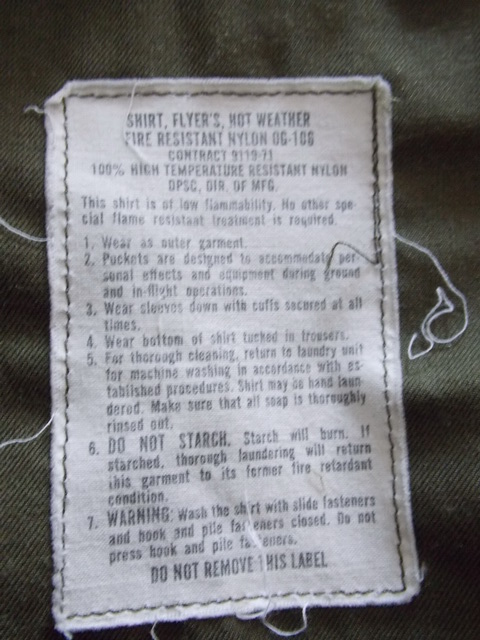 SHIRT, FLYER'S, HOT WEATHER
FIRE RESISTANT NYLON OG-106
CONTRACT 9119-71
100% HIGH TEMPERATURE RESISTANT NYLON
DPSC, DIR. OF MFG.
This shirt is of low flammability. No other spe-
cial flame resistant treatment is required.
1. Wear as outer garment.
2. Pockets are designed to accommodate per-
sonal effects and equipment during ground
and in-flight operations.
3. Wear sleeves down with cuffs secured at all
times.
4. Wear bottom of shirt tucked in trousers.
5. For thorough cleaning, return to laundry unit
for machine washing in accordance with es-
tablished procedures. Shirt may be hand laun-
dered. Make sure that all soap is thoroughly
rinsed out.
6. DO NOT STARCH. Starch will burn. If
starched, thorough laundering will return
this garment to its former fire retardant
condition.
7. WARNING: Wash the shirt with slide fasteners
and hook and pile fasteners closed. Do not
press hook and pile fasteners.
DO NOT REMOVE THIS LABEL